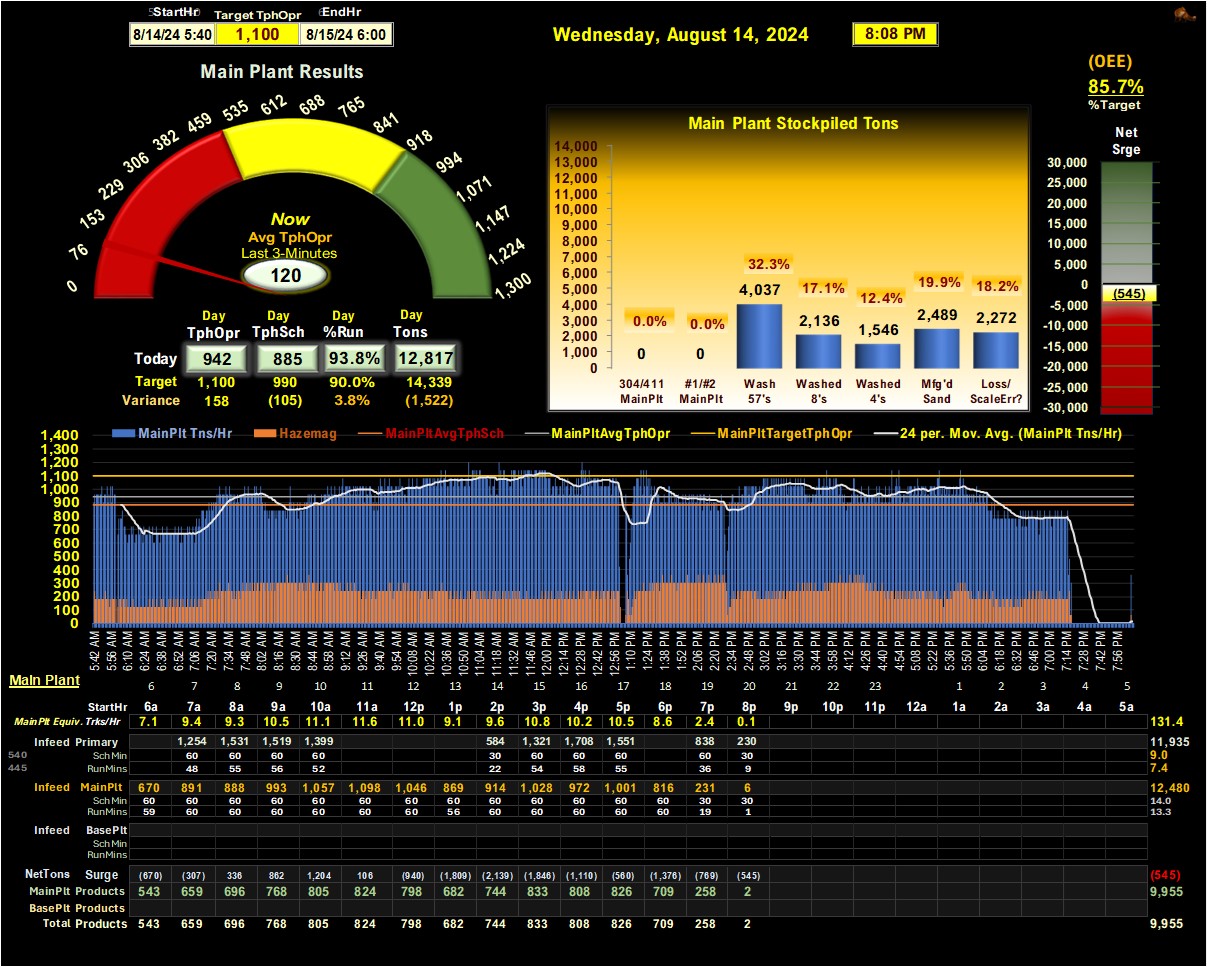 StartHr Target TphOpr EndHr
8/14/24 5:40 1,100 8/15/24 6:00
Wednesday, August 14, 2024 8:08 PM
(OEE)
85.7%
%Target
Main Plant Results
0 76 153 229 306 382 459 535 612 688 765 841 918 994 1,071 1,147 1,224 1,300
Now
Avg TphOpr
Last 3-Minutes
120
Day Day Day Day
TphOpr TphSch %Run Tons
Today 942 885 93.8% 12,817
Target 1,100 990 90.0% 14,339
Variance 158 (105) 3.8% (1,522)
Main Plant Stockpiled Tons
14,000
13,000
12,000
11,000
10,000
9,000
8,000
7,000
6,000
5,000
4,000
3,000
2,000
1,000
0
0.0% 0.0% 32.3% 17.1% 12.4% 19.9% 18.2%
0 0 4,037 2,136 1,546 2,489 2,272
304/411 #1/#2 Wash Washed Washed Mfg'd Loss/
MainPlt MainPlt 57's 8's 4's Sand ScaleErr?
Net
Srge
30,000
25,000
20,000
15,000
10,000
5,000
0
(545)
-5,000
-10,000
-15,000
-20,000
-25,000
-30,000
MainPlt Tns/Hr Hazemag MainPltAvgTphSch MainPltAvgTphOpr MainPltTargetTphOpr 24 per. Mov. Avg. (MainPlt Tns/Hr)
1,400
1,300
1,200
1,100
1,000
900
800
700
600
500
400
300
200
100
0
5:42 AM 5:56 AM 6:10 AM 6:24 AM 6:38 AM 6:52 AM 7:06 AM 7:20 AM 7:34 AM 7:48 AM 8:02 AM 8:16 AM 8:30 AM 8:44 AM 8:58 AM 9:12 AM 9:26 AM 9:40 AM 9:54 AM 10:08 AM 10:22 AM 10:36 AM 10:50 AM 11:04 AM 11:18 AM 11:32 AM 11:46 AM 12:00 PM 12:14 PM 12:28 PM 12:42 PM 12:56 PM 1:10 PM 1:24 PM 1:38 PM 1:52 PM 2:06 PM 2:20 PM 2:34 PM 2:48 PM 3:02 PM 3:16 PM 3:30 PM 3:44 PM 3:58 PM 4:12 PM 4:26 PM 4:40 PM 4:54 PM 5:08 PM 5:22 PM 5:36 PM 5:50 PM 6:04 PM 6:18 PM 6:32 PM 6:46 PM 7:00 PM 7:14 PM 7:28 PM 7:42 PM 7:56 PM
Main Plant
6 7 8 9 10 11 12 13 14 15 16 17 18 19 20 21 22 23 1 2 3 4 5
StartHr 6a 7a 8a 9a 10a 11a 12p 1p 2p 3p 4p 5p 6p 7p 8p 9p 10p 11p 12a 1a 2a 3a 4a 5a
MainPlt Equiv. Trks/Hr 7.1 9.4 9.3 10.5 11.1 11.6 11.0 9.1 9.6 10.8 10.2 10.5 8.6 2.4 0.1 131.4
Infeed Primary 1,254 1,531 1,519 1,399 584 1,321 1,708 1,551 838 230 11,935
540 Sch Min 60 60 60 60 30 60 60 60 60 30 9.0
445 RunMins 48 55 56 52 22 54 58 55 36 9 7.4
Infeed MainPlt 670 891 888 993 1,057 1,098 1,046 869 914 1,028 972 1,001 816 231 6 12,480
Sch Min 60 60 60 60 60 60 60 60 60 60 60 60 60 30 30 14.0
RunMins 59 60 60 60 60 60 60 56 60 60 60 60 60 19 1 13.3
Infeed BasePlt
Sch Min
RunMins
NetTons Surge (670) (307) 336 862 1,204 106 (940) (1,809) (2,139) (1,846) (1,110) (560) (1,376) (769) (545) (545)
MainPlt Products 543 659 696 768 805 824 798 682 744 833 808 826 709 258 2 9,955
BasePlt Products
Total Products 543 659 696 768 805 824 798 682 744 833 808 826 709 258 2 9,955